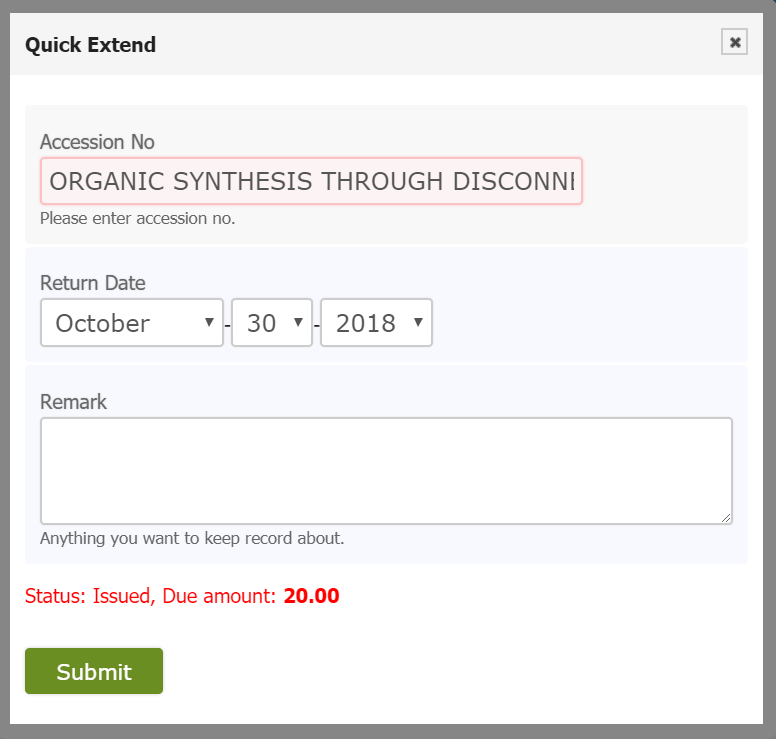 Quick Extend
Accession No
ORGANIC SYNTHESIS THROUGH DISCONN
Please enter accession no.
Return Date
October - 30 - 2018
Remark
Anything you want to keep record about.
Status: Issued, Due amount: 20.00
Submit